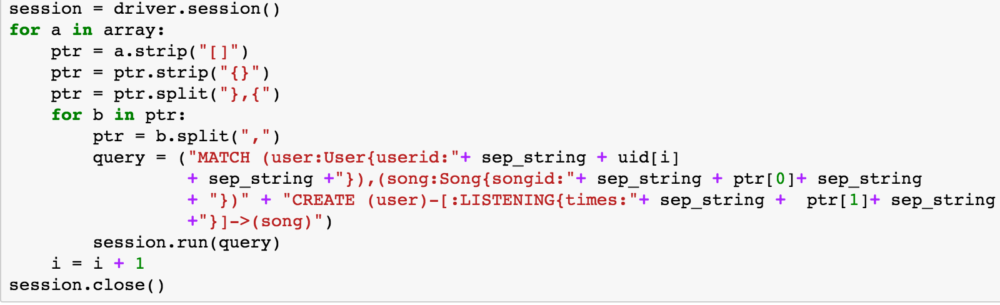 session = driver.session()
for a in array:
    ptr = a.strip("[]")
    ptr = ptr.strip("{}")
    ptr = ptr.split("},{")
    for b in ptr:
        ptr = b.split(",")
        query = ("MATCH (user:User{userid:"+ sep_string + uid[i]
                 + sep_string +"}),(song:Song{songid:"+ sep_string + ptr[0]+ sep_string
                 + "})" + "CREATE (user)-[:LISTENING{times:"+ sep_string +  ptr[1]+ sep_string
                 +"}]->(song)")
        session.run(query)
    i = i + 1
session.close()